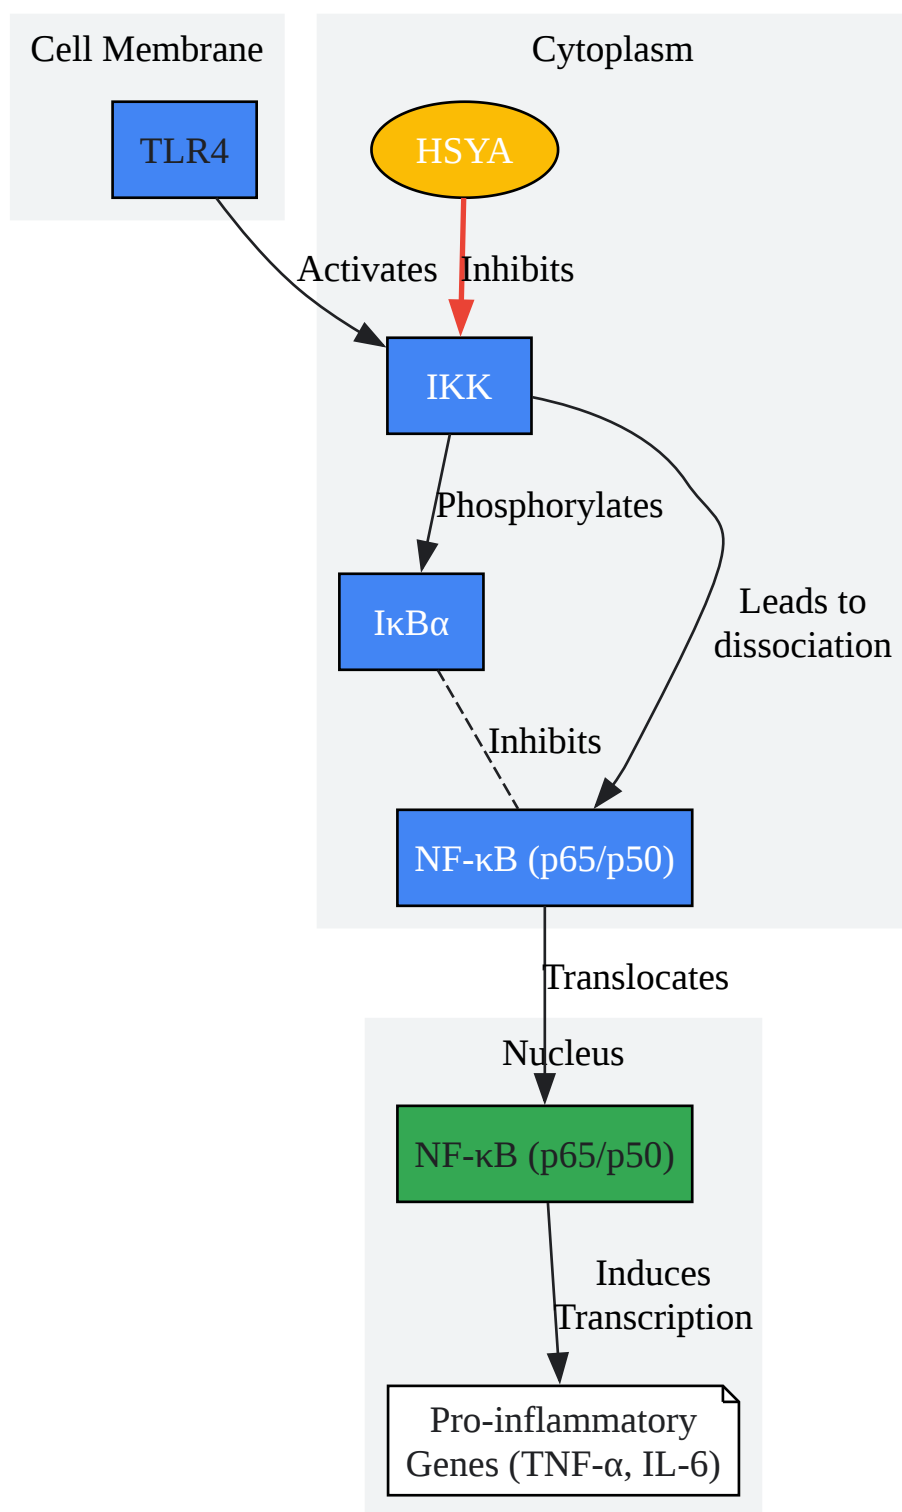 Cell Membrane
Cytoplasm
TLR4
HSYA
Activates
Inhibits
IKK
Phosphorylates
IκBα
Leads to
dissociation
Inhibits
NF-κB (p65/p50)
Translocates
Nucleus
NF-κB (p65/p50)
Induces
Transcription
Pro-inflammatory
Genes (TNF-α, IL-6)